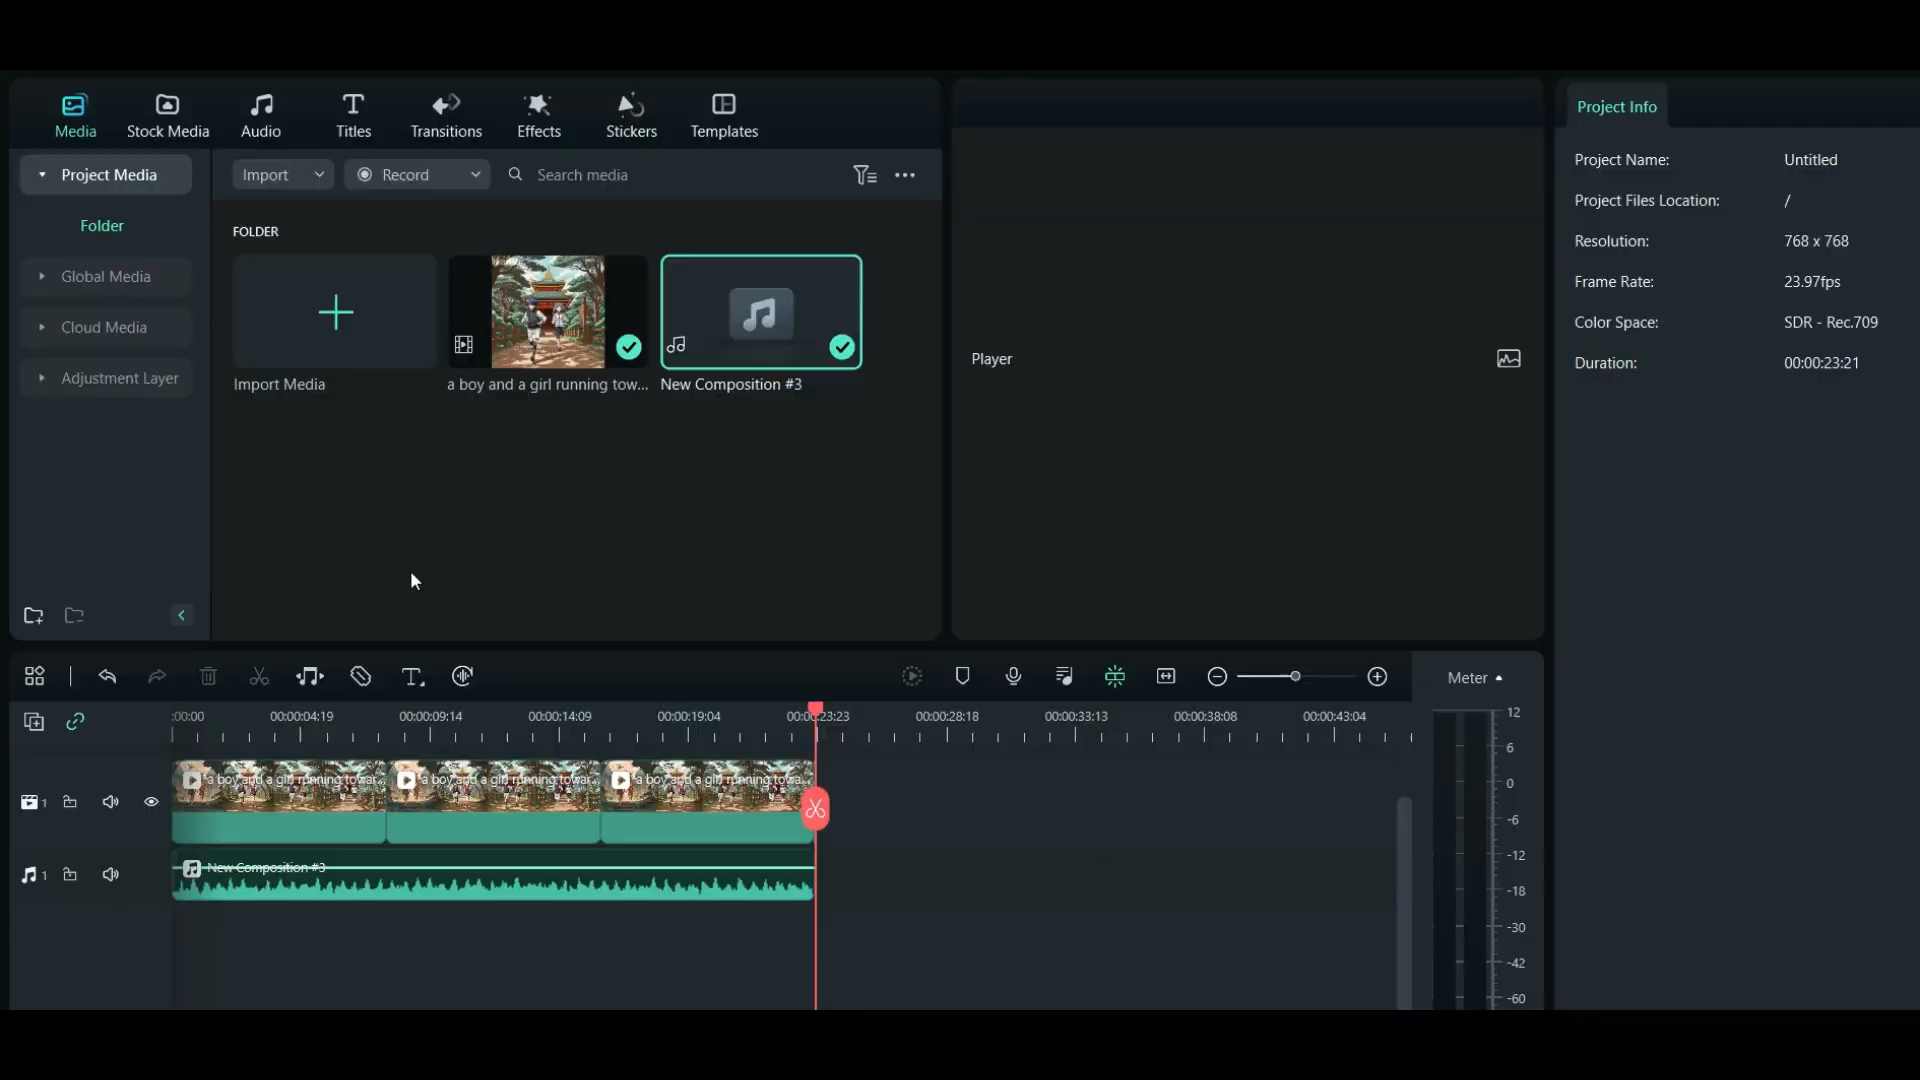 Media
Stock Media
Audio
Titles
Transitions
Effects
Stickers
Templates
Project Info
Project Media
Import
Record
Search media
Folder
Global Media
Cloud Media
Adjustment Layer
FOLDER
Import Media
a boy and a girl running tow...
New Composition #3
Player
Project Name: Untitled
Project Files Location: /
Resolution: 768 x 768
Frame Rate: 23.97fps
Color Space: SDR - Rec.709
Duration: 00:00:23:21
Meter
:00:00
00:00:04:19
00:00:09:14
00:00:14:09
00:00:19:04
00:00:23:23
00:00:28:18
00:00:33:13
00:00:38:08
00:00:43:04
1
a boy and a girl running towar...
a boy and a girl running towar...
a boy and a girl running towa...
1
New Composition #3
12
6
0
-6
-12
-18
-30
-42
-60